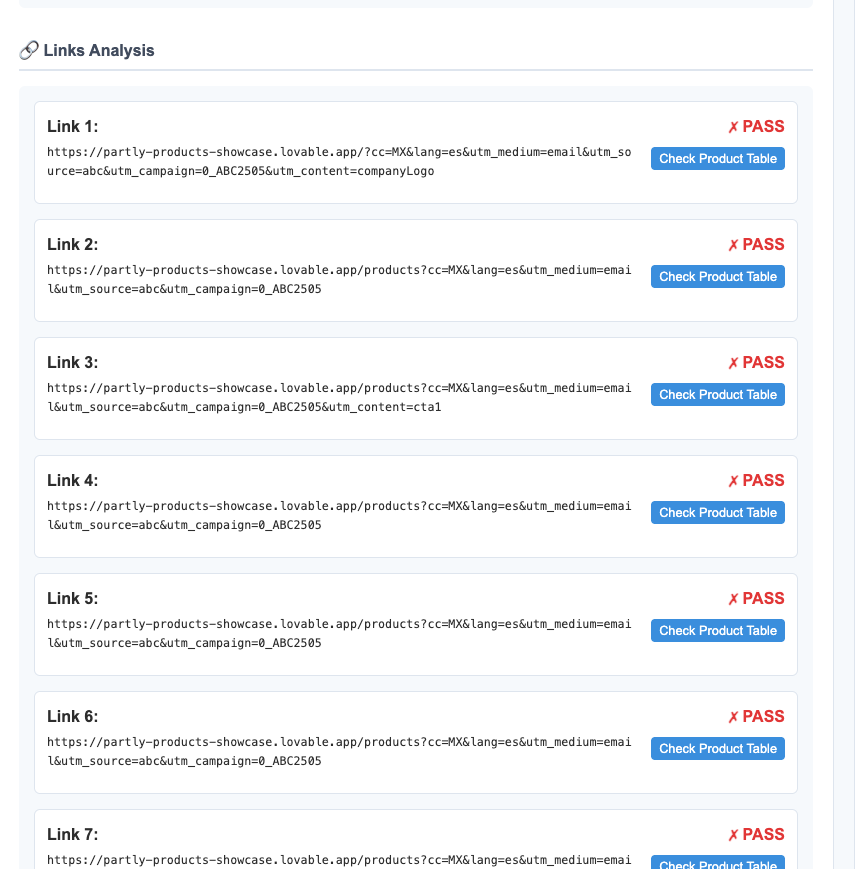 🔗 Links Analysis
Link 1:
✗ PASS
https://partly-products-showcase.lovable.app/?cc=MX&lang=es&utm_medium=email&utm_so
urce=abc&utm_campaign=0_ABC2505&utm_content=companyLogo
Check Product Table
Link 2:
✗ PASS
https://partly-products-showcase.lovable.app/products?cc=MX&lang=es&utm_medium=emai
l&utm_source=abc&utm_campaign=0_ABC2505
Check Product Table
Link 3:
✗ PASS
https://partly-products-showcase.lovable.app/products?cc=MX&lang=es&utm_medium=emai
l&utm_source=abc&utm_campaign=0_ABC2505&utm_content=cta1
Check Product Table
Link 4:
✗ PASS
https://partly-products-showcase.lovable.app/products?cc=MX&lang=es&utm_medium=emai
l&utm_source=abc&utm_campaign=0_ABC2505
Check Product Table
Link 5:
✗ PASS
https://partly-products-showcase.lovable.app/products?cc=MX&lang=es&utm_medium=emai
l&utm_source=abc&utm_campaign=0_ABC2505
Check Product Table
Link 6:
✗ PASS
https://partly-products-showcase.lovable.app/products?cc=MX&lang=es&utm_medium=emai
l&utm_source=abc&utm_campaign=0_ABC2505
Check Product Table
Link 7:
✗ PASS
https://partly-products-showcase.lovable.app/products?cc=MX&lang=es&utm_medium=emai
Check Product Table